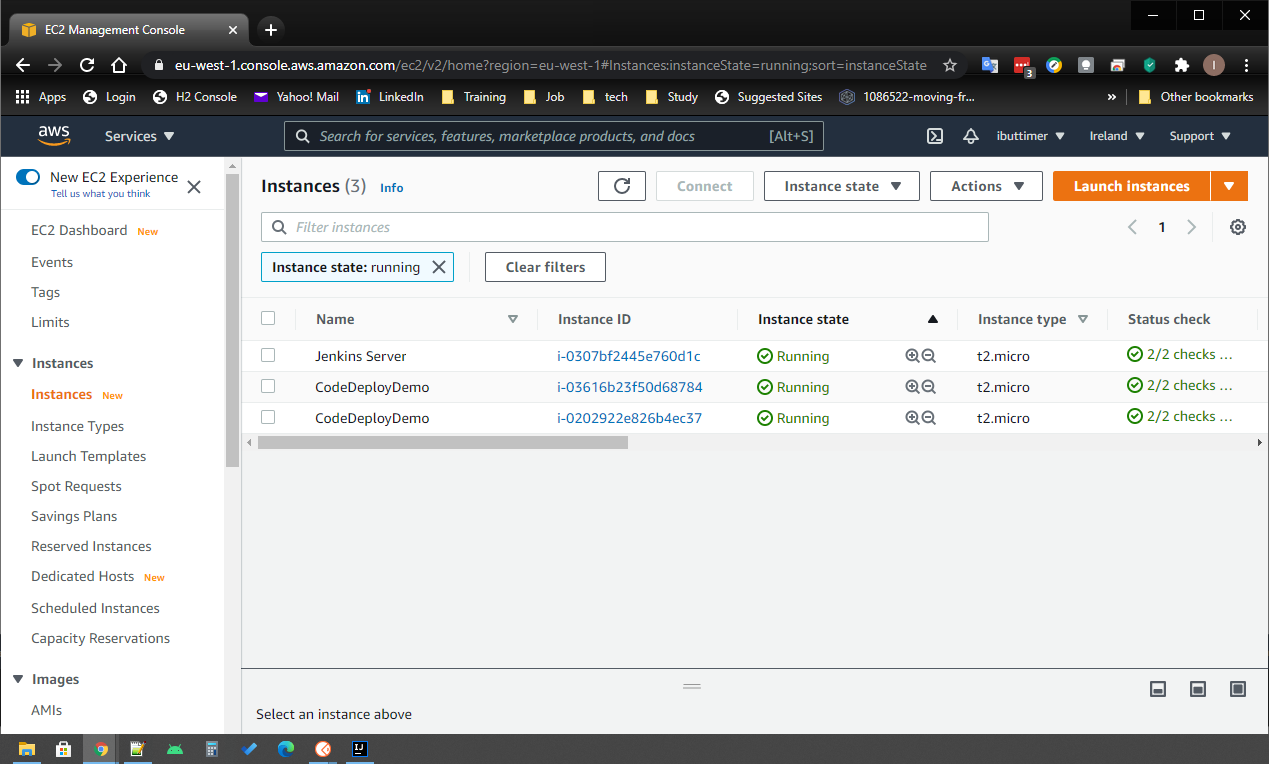 EC2 Management Console
eu-west-1.console.aws.amazon.com/ec2/v2/home?region=eu-west-1#Instances:instanceState=running;sort=instanceState
3
I
Apps Login H2 Console Yahoo! Mail LinkedIn Training Job tech Study Suggested Sites 1086522-moving-fr... » Other bookmarks
aws Services Search for services, features, marketplace products, and docs [Alt+S] ibuttimer Ireland Support
New EC2 Experience
Tell us what you think
EC2 Dashboard New
Events
Tags
Limits
Instances
Instances New
Instance Types
Launch Templates
Spot Requests
Savings Plans
Reserved Instances
Dedicated Hosts New
Scheduled Instances
Capacity Reservations
Images
AMIs
Instances (3) Info Connect Instance state Actions Launch instances
Filter instances 1
Instance state: running Clear filters
Name Instance ID Instance state Instance type Status check
Jenkins Server i-0307bf2445e760d1c Running t2.micro 2/2 checks …
CodeDeployDemo i-03616b23f50d68784 Running t2.micro 2/2 checks …
CodeDeployDemo i-0202922e826b4ec37 Running t2.micro 2/2 checks …
Select an instance above
IJ